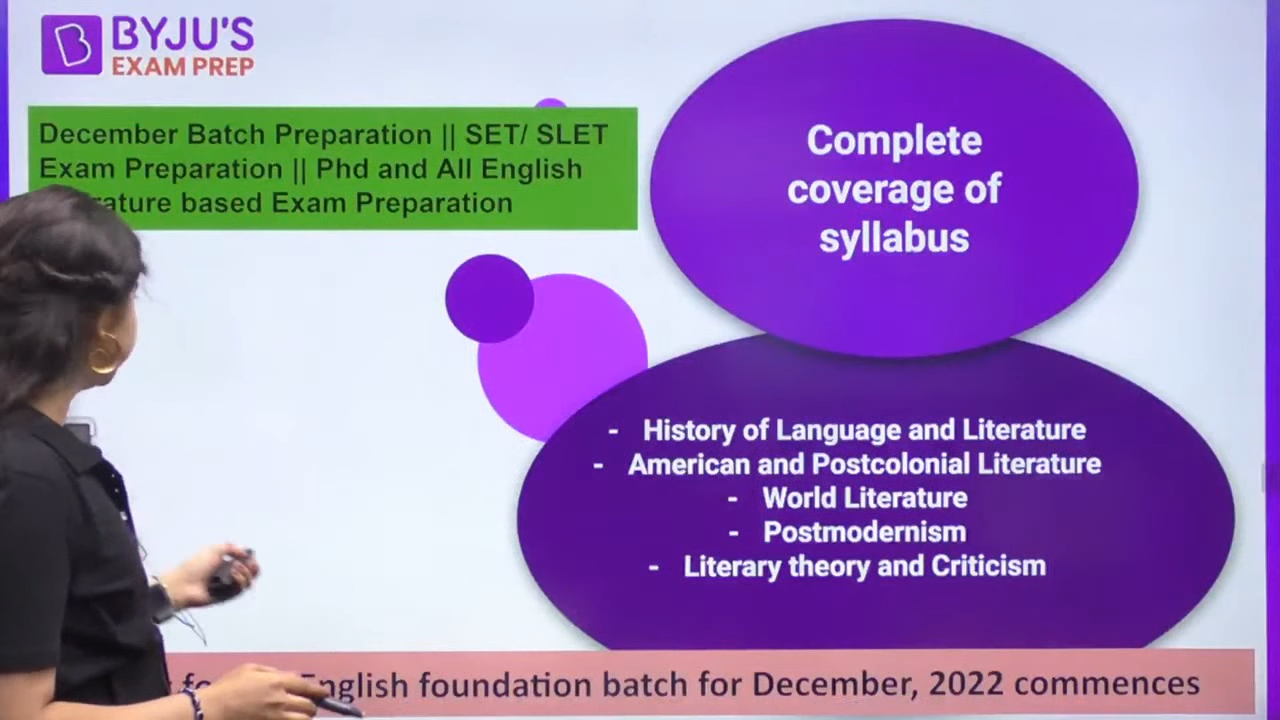 BYJU'S
EXAM PREP
December Batch Preparation || SET/ SLET
Exam Preparation || Phd and All English
based Exam Preparation
Complete
coverage of
syllabus
- History of Language and Literature
- American and Postcolonial Literature
- World Literature
- Postmodernism
- Literary theory and Criticism
English foundation batch for December, 2022 commences